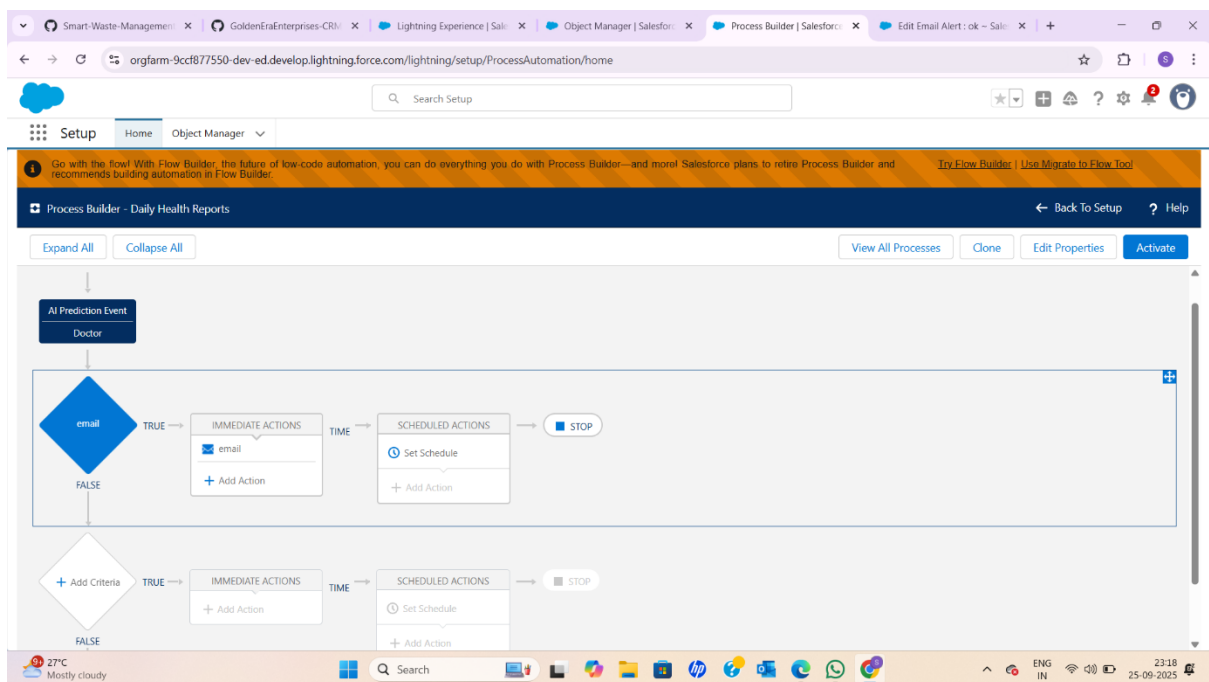 Smart-Waste-Management
GoldenEraEnterprises-CRM
Lightning Experience | Sale
Object Manager | Salesforc
Process Builder | Salesforce
Edit Email Alert : ok ~ Sale
orgfarm-9ccf877550-dev-ed.develop.lightning.force.com/lightning/setup/ProcessAutomation/home
S
Search Setup
2
Setup
Home
Object Manager
Go with the flow! With Flow Builder, the future of low-code automation, you can do everything you do with Process Builder—and more! Salesforce plans to retire Process Builder and
recommends building automation in Flow Builder.
Try Flow Builder | Use Migrate to Flow Tool
Process Builder - Daily Health Reports
Back To Setup
? Help
Expand All
Collapse All
View All Processes
Clone
Edit Properties
Activate
AI Prediction Event
Doctor
email
TRUE
IMMEDIATE ACTIONS
email
+ Add Action
TIME
SCHEDULED ACTIONS
Set Schedule
+ Add Action
STOP
FALSE
+ Add Criteria
TRUE
IMMEDIATE ACTIONS
+ Add Action
TIME
SCHEDULED ACTIONS
Set Schedule
+ Add Action
STOP
FALSE
9+
27°C
Mostly cloudy
Search
hp
S
ENG
IN
23:18
25-09-2025